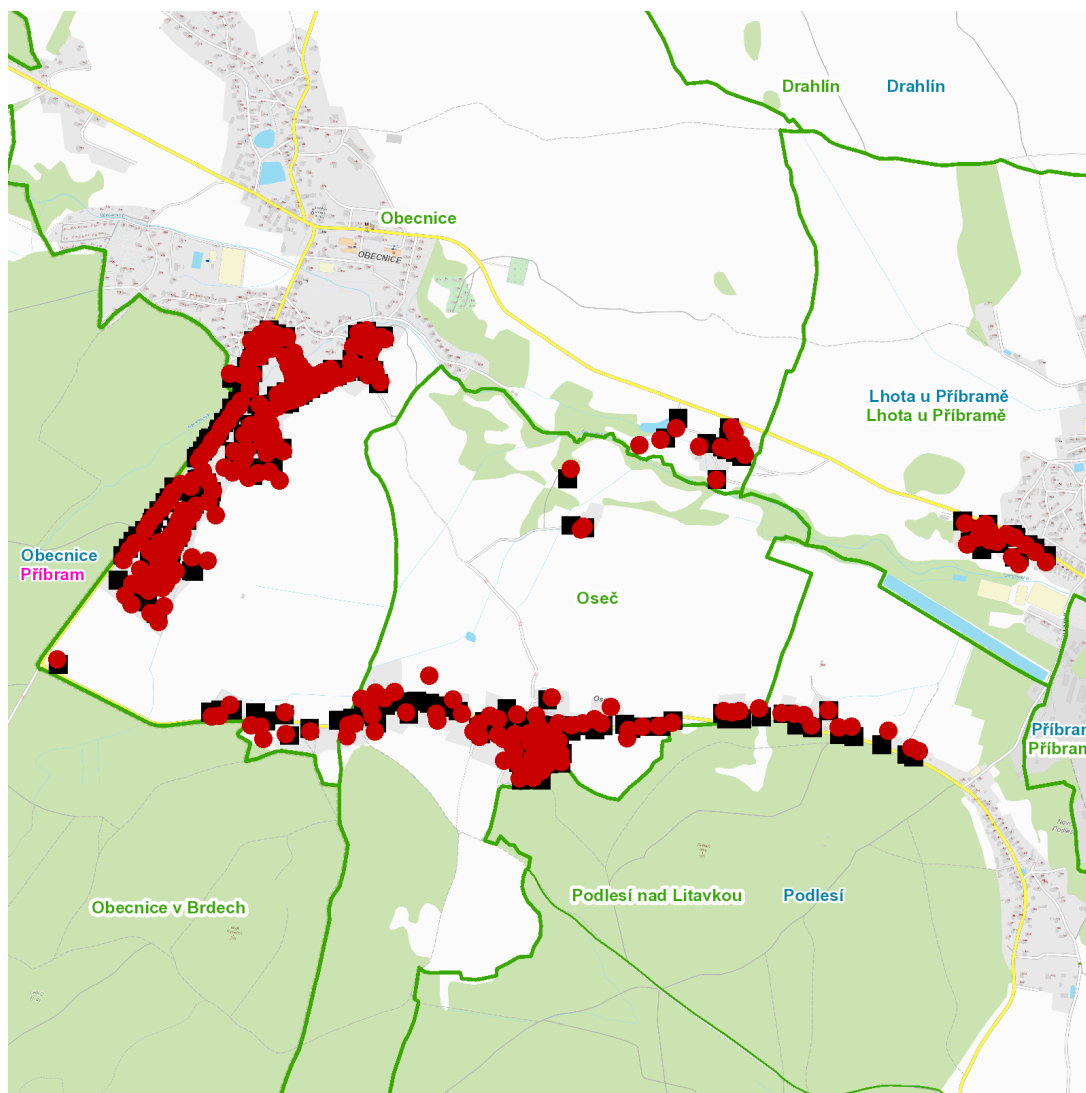 Drahlín Drahlín
Obecnice
OBECNICE
Lhota u Příbramě
Lhota u Příbramě
Obecnice
Příbram
Oseč
Příbram
Příbram
Obecnice v Brdech
Podlesí nad Litavkou Podlesí